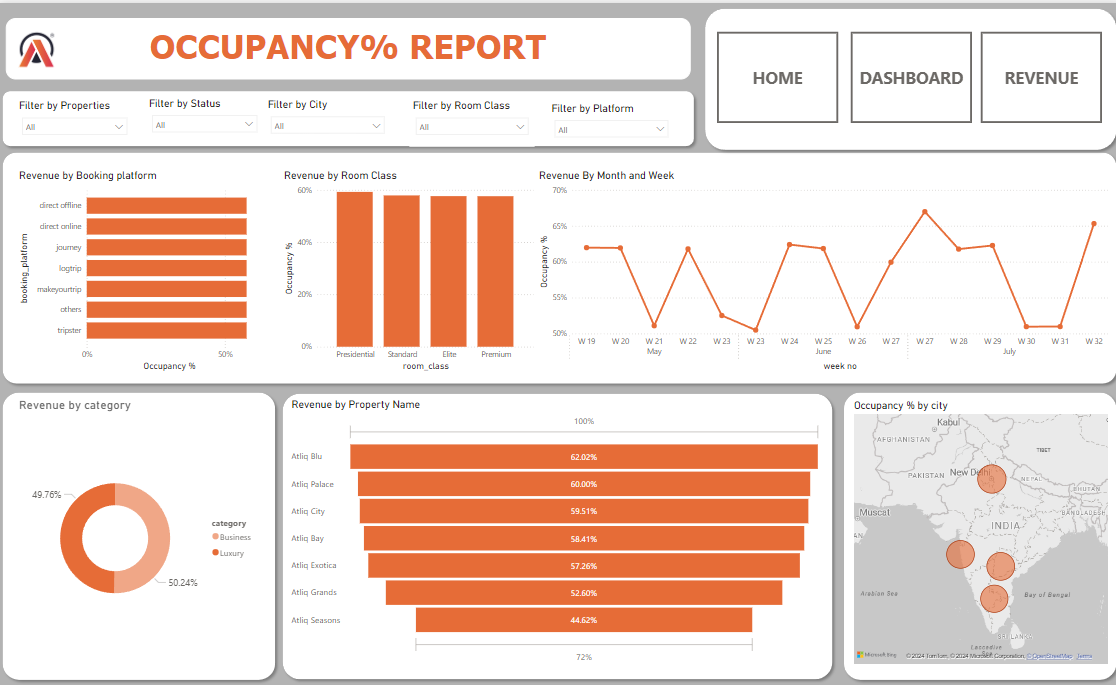 OCCUPANCY% REPORT
HOME
DASHBOARD
REVENUE
Filter by Properties
All
Filter by Status
All
Filter by City
All
Filter by Room Class
All
Filter by Platform
All
Revenue by Booking platform
booking_platform
direct offline
direct online
journey
logtrip
makeyourtrip
others
tripster
0%
50%
Occupancy %
Revenue by Room Class
Occupancy %
60%
40%
20%
0%
Presidential
Standard
Elite
Premium
room_class
Revenue By Month and Week
Occupancy %
70%
65%
60%
55%
50%
W 19
W 20
W 21
W 22
W 23
W 23
W 24
W 25
W 26
W 27
W 27
W 28
W 29
W 30
W 31
W 32
May
June
July
week no
Revenue by category
49.76%
50.24%
category
Business
Luxury
Revenue by Property Name
100%
Atliq Blu 62.02%
Atliq Palace 60.00%
Atliq City 59.51%
Atliq Bay 58.41%
Atliq Exotica 57.26%
Atliq Grands 52.60%
Atliq Seasons 44.62%
72%
Occupancy % by city
Kabul
AFGHANISTAN
TIBET
PAKISTAN
New Delhi
NEPAL
BHUTAN
Muscat
BANGLADESH
AN
INDIA
Arabian Sea
Bay of Bengal
SRI LANKA
Laccadive
Sea
Microsoft Bing
© 2024 TomTom, © 2024 Microsoft Corporation, © OpenStreetMap Terms